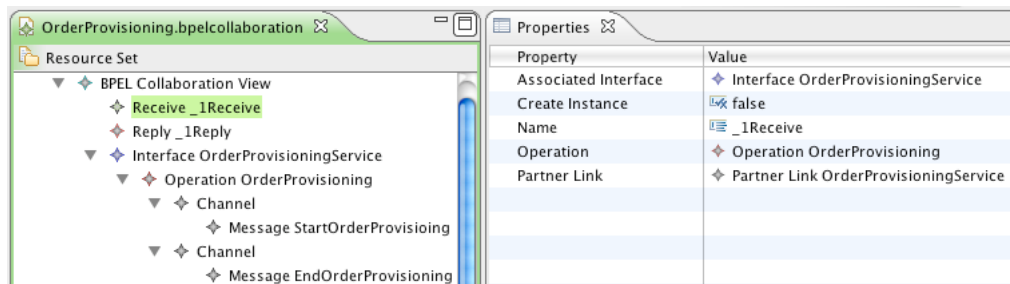 OrderProvisioning.bpelcollaboration
Resource Set
BPEL Collaboration View
Receive _1Receive
Reply _1Reply
Interface OrderProvisioningService
Operation OrderProvisioning
Channel
Message StartOrderProvisioing
Channel
Message EndOrderProvisioning
Properties
Property Value
Associated Interface Interface OrderProvisioningService
Create Instance false
Name _1Receive
Operation Operation OrderProvisioning
Partner Link Partner Link OrderProvisioningService